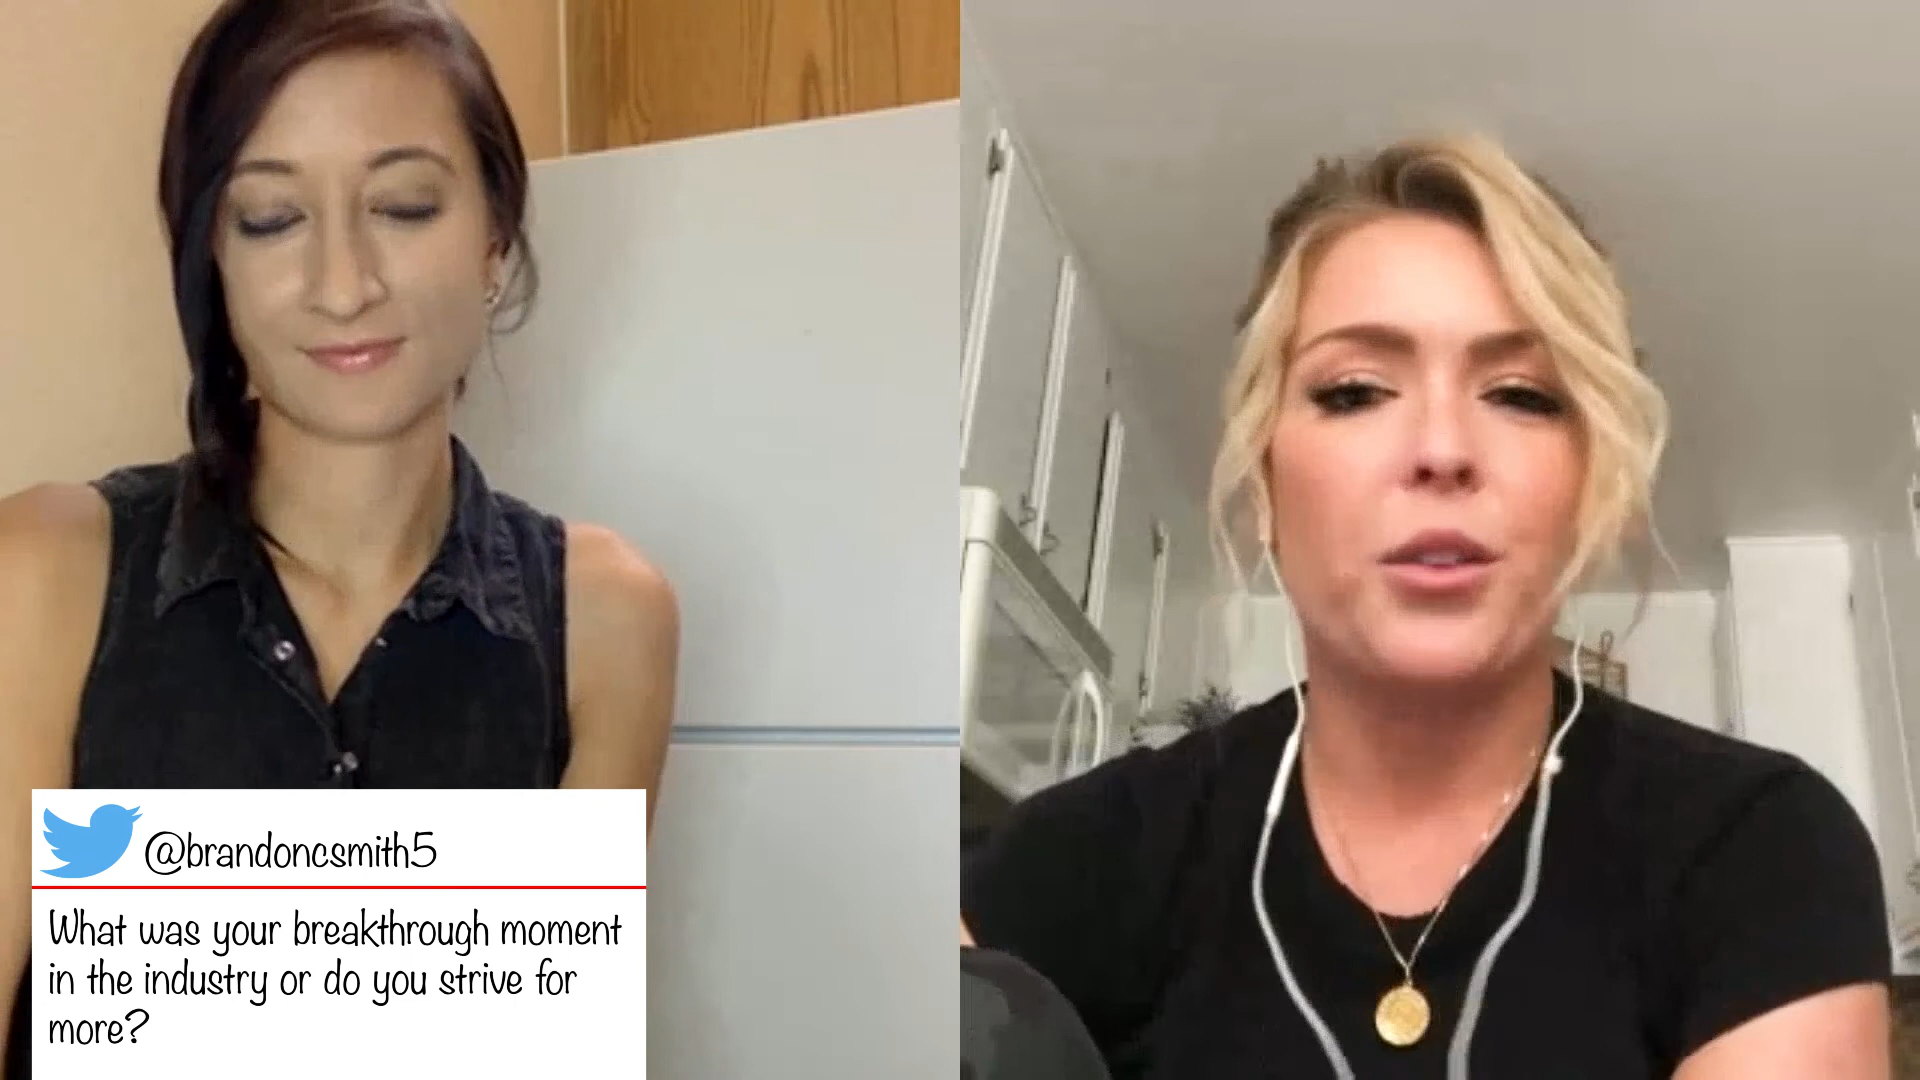 @brandoncsmith5
What was your breakthrough moment
in the industry or do you strive for
more?